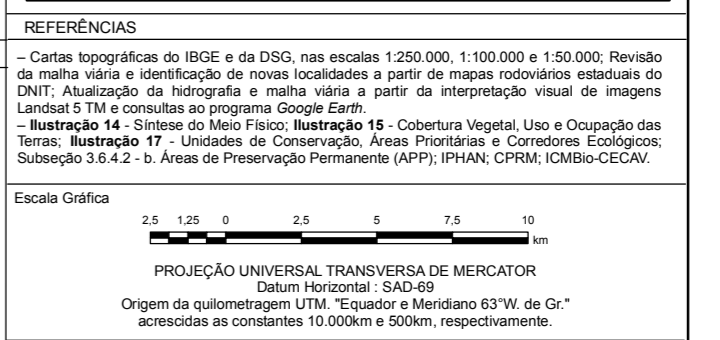 REFERÊNCIAS
– Cartas topográficas do IBGE e da DSG, nas escalas 1:250.000, 1:100.000 e 1:50.000; Revisão
da malha viária e identificação de novas localidades a partir de mapas rodoviários estaduais do
DNIT; Atualização da hidrografia e malha viária a partir da interpretação visual de imagens
Landsat 5 TM e consultas ao programa Google Earth.
– Ilustração 14 - Síntese do Meio Físico; Ilustração 15 - Cobertura Vegetal, Uso e Ocupação das
Terras; Ilustração 17 - Unidades de Conservação, Áreas Prioritárias e Corredores Ecológicos;
Subseção 3.6.4.2 - b. Áreas de Preservação Permanente (APP); IPHAN; CPRM; ICMBio-CECAV.
Escala Gráfica
2,5 1,25 0 2,5 5 7,5 10
km
PROJEÇÃO UNIVERSAL TRANSVERSA DE MERCATOR
Datum Horizontal : SAD-69
Origem da quilometragem UTM. "Equador e Meridiano 63°W. de Gr."
acrescidas as constantes 10.000km e 500km, respectivamente.